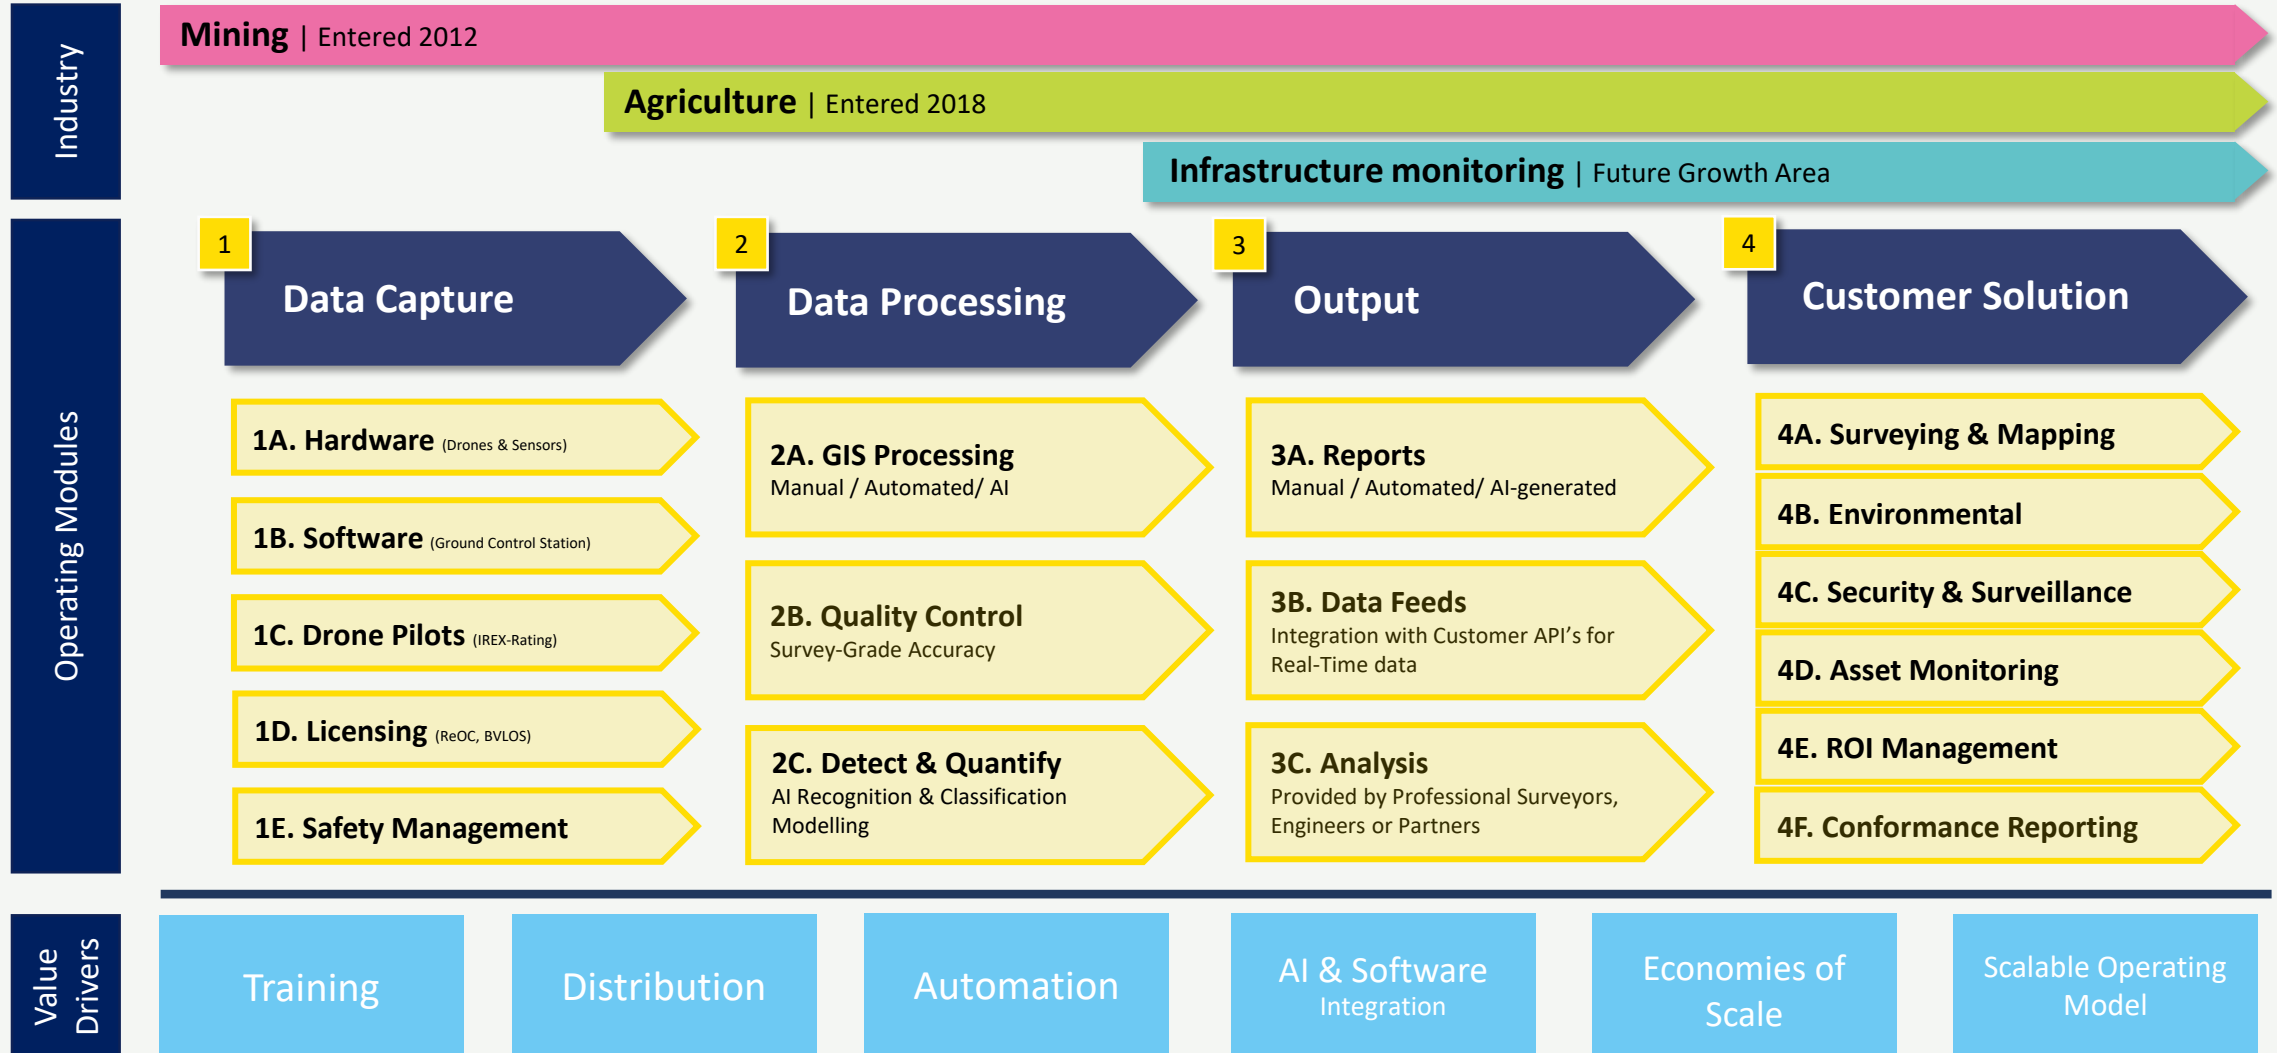 Industry
Mining | Entered 2012
Agriculture | Entered 2018
Infrastructure monitoring | Future Growth Area
Operating Modules
1
Data Capture
1A. Hardware (Drones & Sensors)
1B. Software (Ground Control Station)
1C. Drone Pilots (IREX-Rating)
1D. Licensing (ReOC, BVLOS)
1E. Safety Management
2
Data Processing
2A. GIS Processing
Manual / Automated/ AI
2B. Quality Control
Survey-Grade Accuracy
2C. Detect & Quantify
AI Recognition & Classification
Modelling
3
Output
3A. Reports
Manual / Automated/ AI-generated
3B. Data Feeds
Integration with Customer API’s for
Real-Time data
3C. Analysis
Provided by Professional Surveyors,
Engineers or Partners
4
Customer Solution
4A. Surveying & Mapping
4B. Environmental
4C. Security & Surveillance
4D. Asset Monitoring
4E. ROI Management
4F. Conformance Reporting
Value
Drivers
Training
Distribution
Automation
AI & Software
Integration
Economies of
Scale
Scalable Operating
Model